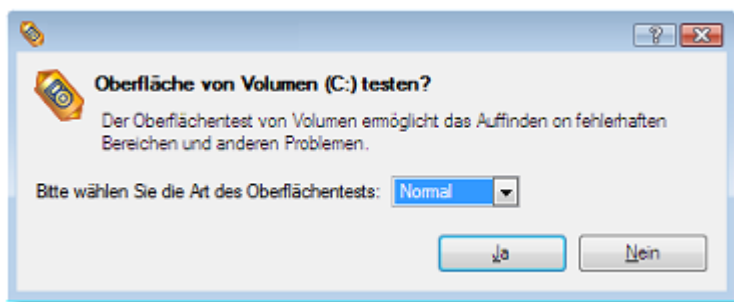 Oberfläche von Volumen (C:) testen?
Der Oberflächentest von Volumen ermöglicht das Auffinden on fehlerhaften
Bereichen und anderen Problemen.
Bitte wählen Sie die Art des Oberflächentests: Normal
Ja Nein